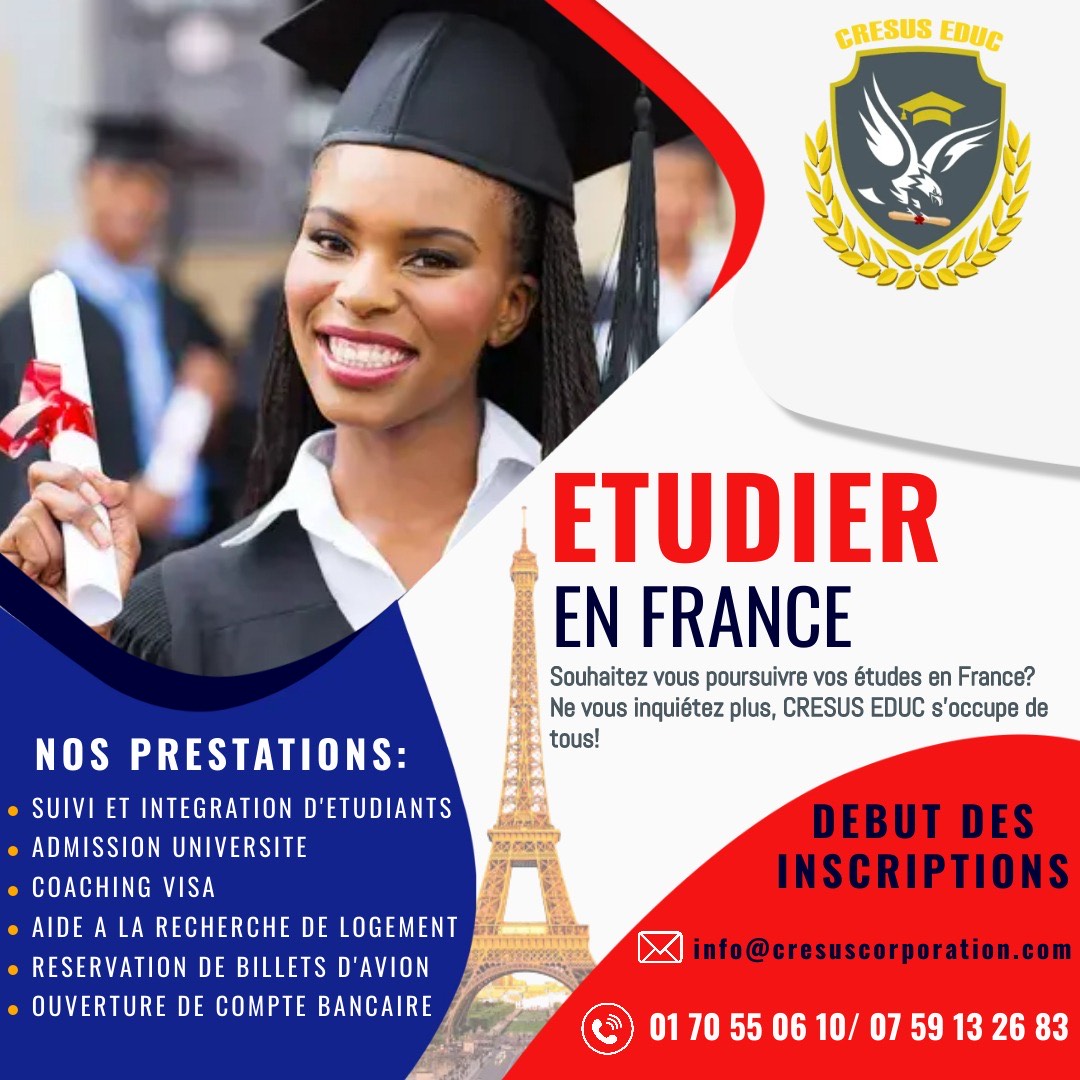 CRESUS EDUC
ETUDIER
EN FRANCE
Souhaitez vous poursuivre vos études en France?
Ne vous inquiétez plus, CRESUS EDUC s'occupe de
tous!
NOS PRESTATIONS:
SUIVI ET INTEGRATION D'ETUDIANTS
ADMISSION UNIVERSITE
COACHING VISA
AIDE A LA RECHERCHE DE LOGEMENT
RESERVATION DE BILLETS D'AVION
OUVERTURE DE COMPTE BANCAIRE
DEBUT DES
INSCRIPTIONS
info@cresuscorporation.com
01 70 55 06 10/ 07 59 13 26 83